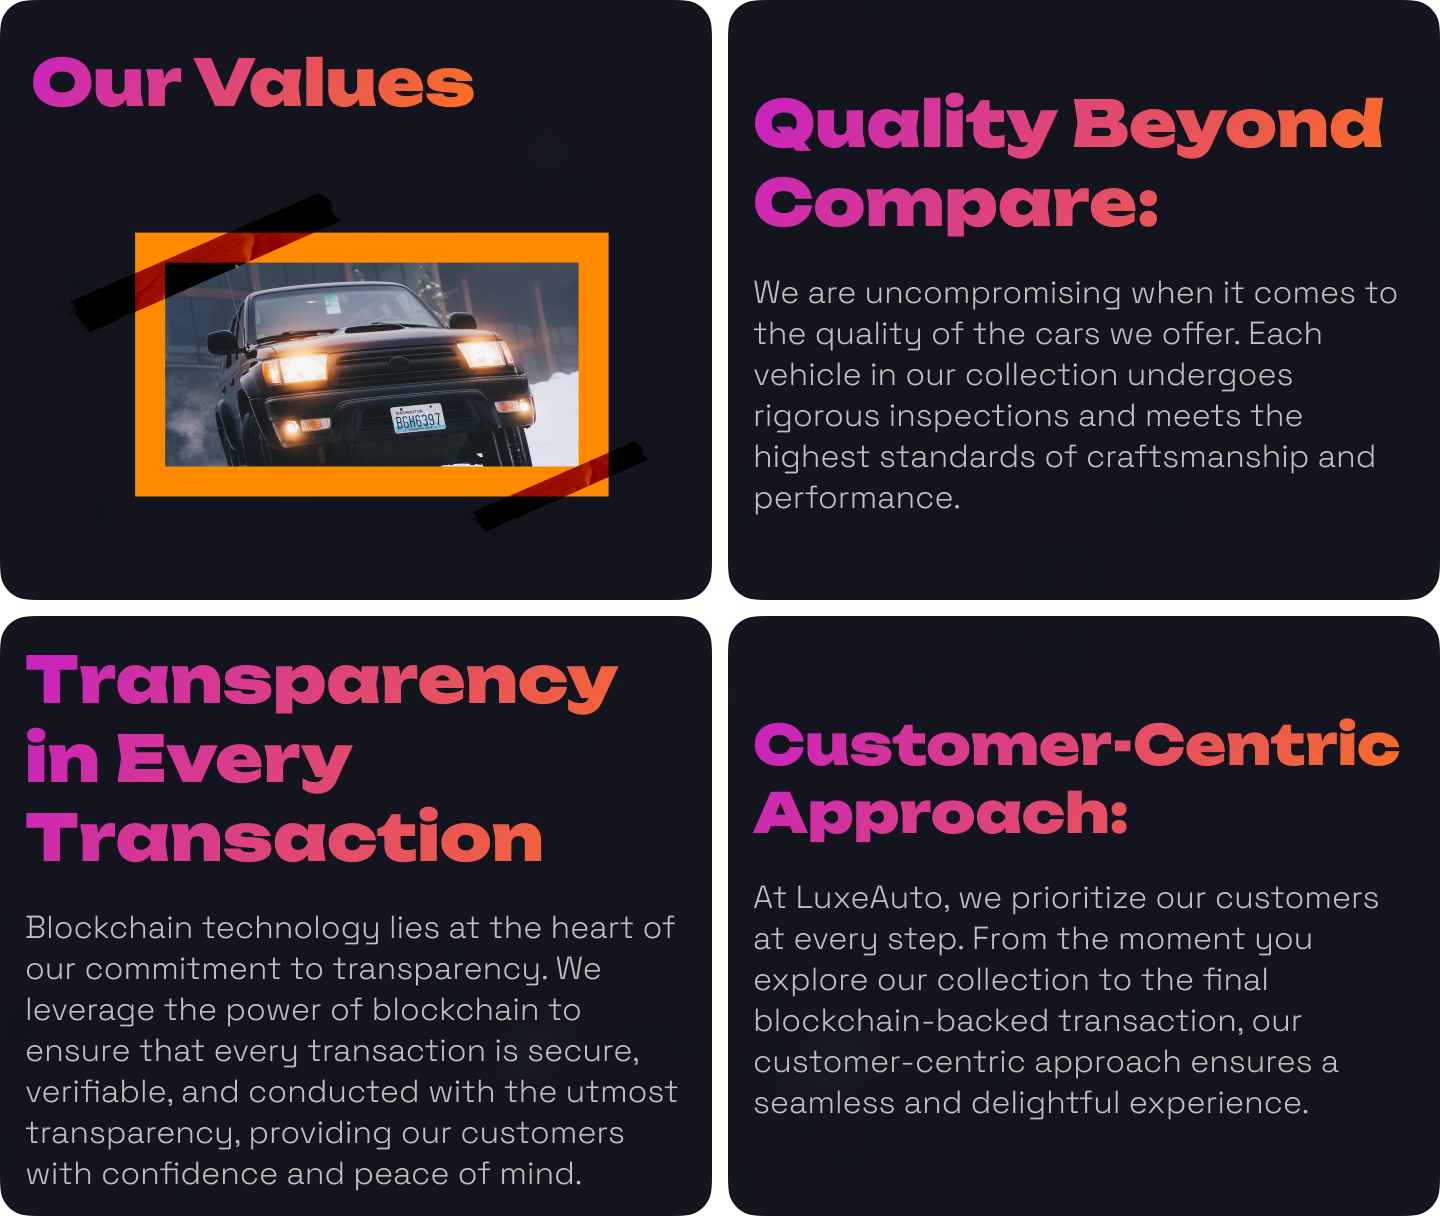 Our Values
WASHINGTON
BGH6397
Quality Beyond
Compare:
We are uncompromising when it comes to
the quality of the cars we offer. Each
vehicle in our collection undergoes
rigorous inspections and meets the
highest standards of craftsmanship and
performance.
Transparency
in Every
Transaction
Blockchain technology lies at the heart of
our commitment to transparency. We
leverage the power of blockchain to
ensure that every transaction is secure,
verifiable, and conducted with the utmost
transparency, providing our customers
with confidence and peace of mind.
Customer-Centric
Approach:
At LuxeAuto, we prioritize our customers
at every step. From the moment you
explore our collection to the final
blockchain-backed transaction, our
customer-centric approach ensures a
seamless and delightful experience.